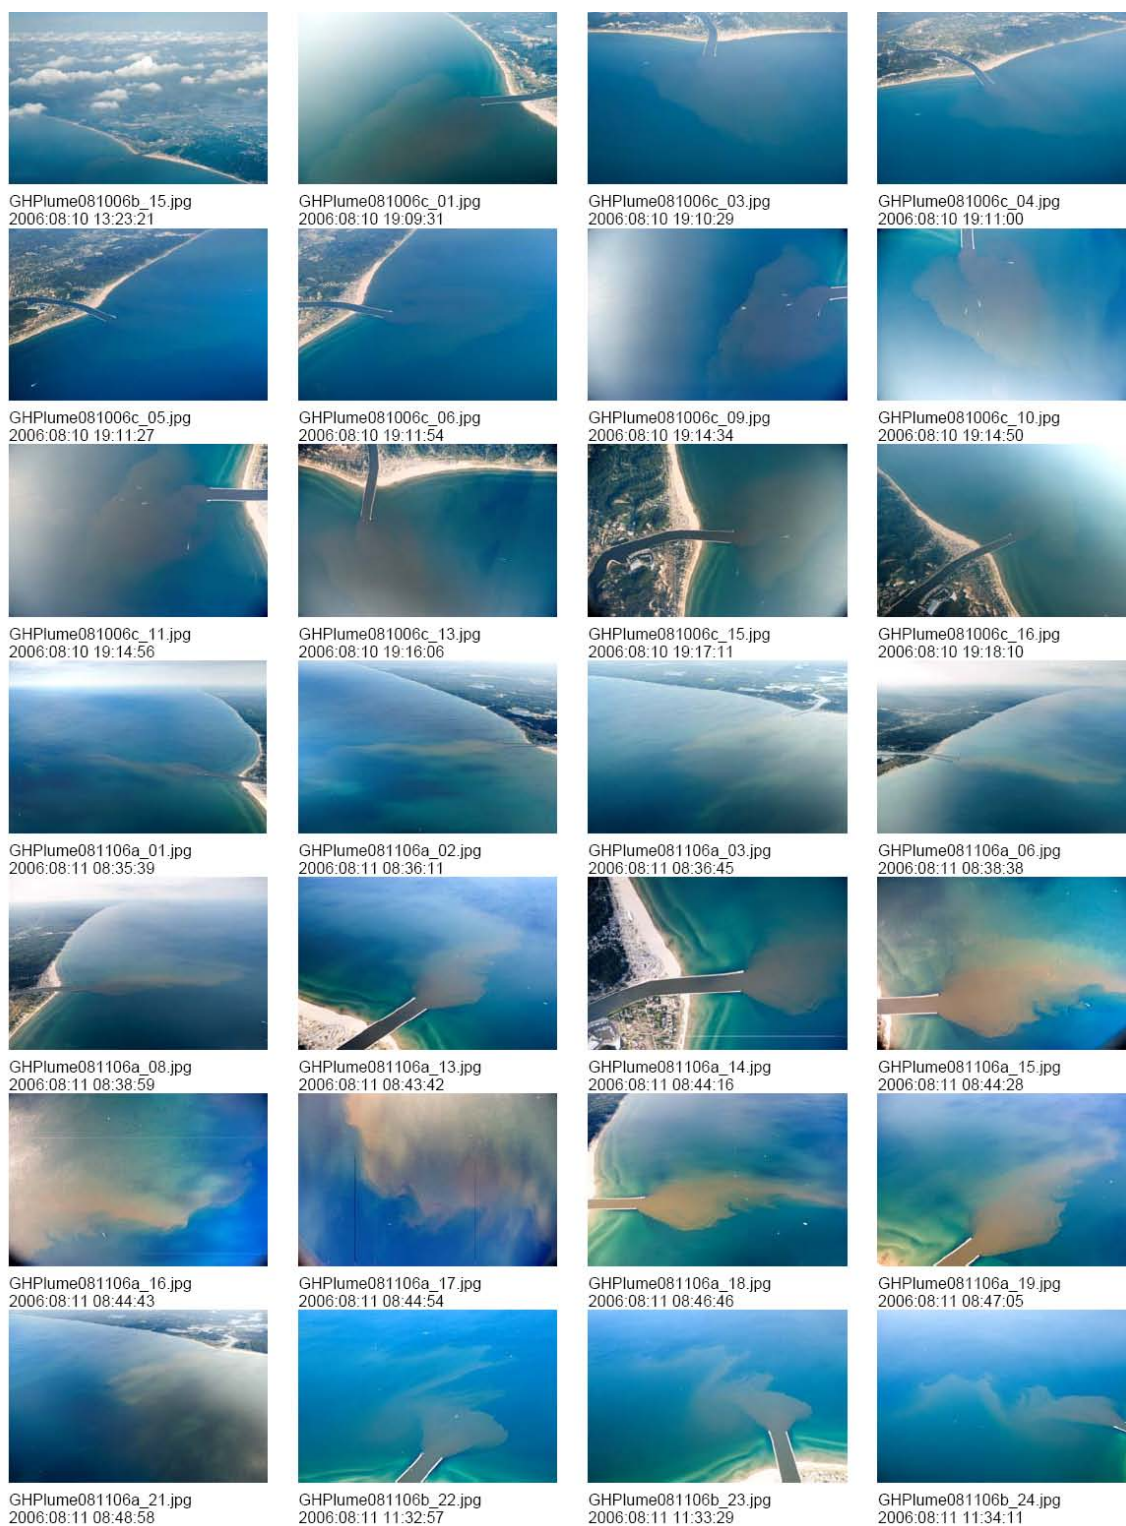 GHPlume081006b_15.jpg GHPlume081006c_01.jpg GHPlume081006c_03.jpg GHPlume081006c_04.jpg
2006:08:10 13:23:21 2006:08:10 19:09:31 2006:08:10 19:10:29 2006:08:10 19:11:00
GHPlume081006c_05.jpg GHPlume081006c_06.jpg GHPlume081006c_09.jpg GHPlume081006c_10.jpg
2006:08:10 19:11:27 2006:08:10 19:11:54 2006:08:10 19:14:34 2006:08:10 19:14:50
GHPlume081006c_11.jpg GHPlume081006c_13.jpg GHPlume081006c_15.jpg GHPlume081006c_16.jpg
2006:08:10 19:14:56 2006:08:10 19:16:06 2006:08:10 19:17:11 2006:08:10 19:18:10
GHPlume081106a_01.jpg GHPlume081106a_02.jpg GHPlume081106a_03.jpg GHPlume081106a_06.jpg
2006:08:11 08:35:39 2006:08:11 08:36:11 2006:08:11 08:36:45 2006:08:11 08:38:38
GHPlume081106a_08.jpg GHPlume081106a_13.jpg GHPlume081106a_14.jpg GHPlume081106a_15.jpg
2006:08:11 08:38:59 2006:08:11 08:43:42 2006:08:11 08:44:16 2006:08:11 08:44:28
GHPlume081106a_16.jpg GHPlume081106a_17.jpg GHPlume081106a_18.jpg GHPlume081106a_19.jpg
2006:08:11 08:44:43 2006:08:11 08:44:54 2006:08:11 08:46:46 2006:08:11 08:47:05
GHPlume081106a_21.jpg GHPlume081106b_22.jpg GHPlume081106b_23.jpg GHPlume081106b_24.jpg
2006:08:11 08:48:58 2006:08:11 11:32:57 2006:08:11 11:33:29 2006:08:11 11:34:11